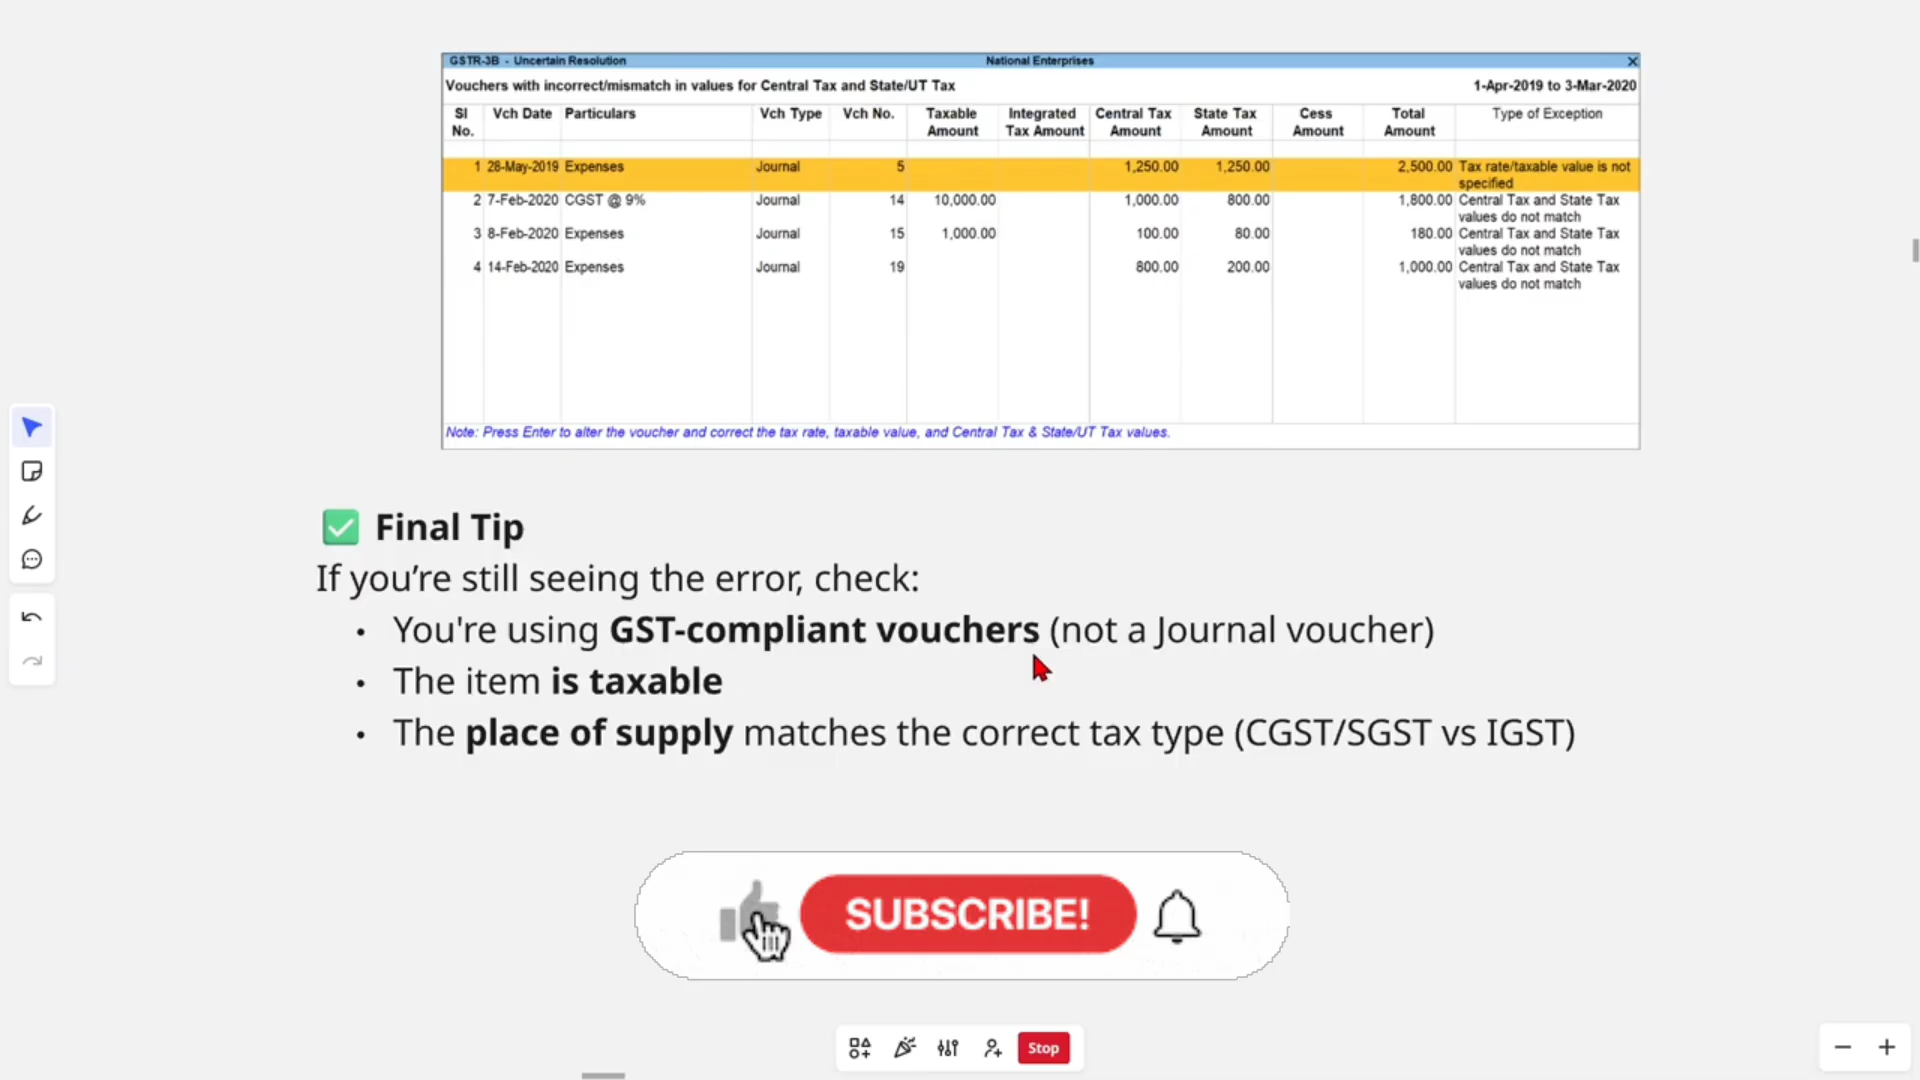 GSTR-3B - Uncertain Resolution National Enterprises
Vouchers with incorrect/mismatch in values for Central Tax and State/UT Tax 1-Apr-2019 to 3-Mar-2020
Sl No. Vch Date Particulars Vch Type Vch No. Taxable Amount Integrated Tax Amount Central Tax Amount State Tax Amount Cess Amount Total Amount Type of Exception
1 28-May-2019 Expenses Journal 5 1,250.00 1,250.00 2,500.00 Tax rate/taxable value is not
specified
2 7-Feb-2020 CGST @ 9% Journal 14 10,000.00 1,000.00 800.00 1,800.00 Central Tax and State Tax
values do not match
3 8-Feb-2020 Expenses Journal 15 1,000.00 100.00 80.00 180.00 Central Tax and State Tax
values do not match
4 14-Feb-2020 Expenses Journal 19 800.00 200.00 1,000.00 Central Tax and State Tax
values do not match
Note: Press Enter to alter the voucher and correct the tax rate, taxable value, and Central Tax & State/UT Tax values.
Final Tip
If you’re still seeing the error, check:
• You're using GST-compliant vouchers (not a Journal voucher)
• The item is taxable
• The place of supply matches the correct tax type (CGST/SGST vs IGST)
SUBSCRIBE!
Stop